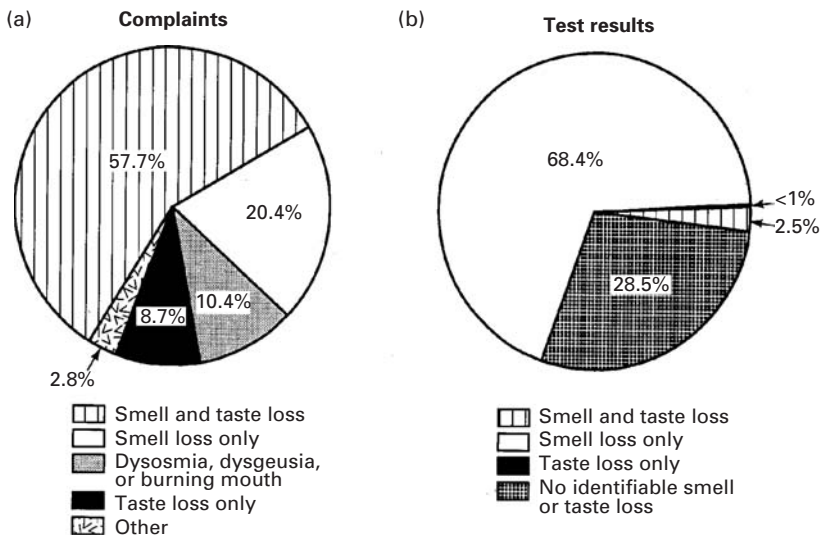 (a)
Complaints
57.7%
20.4%
10.4%
8.7%
2.8%
Smell and taste loss
Smell loss only
Dysosmia, dysgeusia,
or burning mouth
Taste loss only
Other
(b)
Test results
68.4%
<1%
2.5%
28.5%
Smell and taste loss
Smell loss only
Taste loss only
No identifiable smell
or taste loss